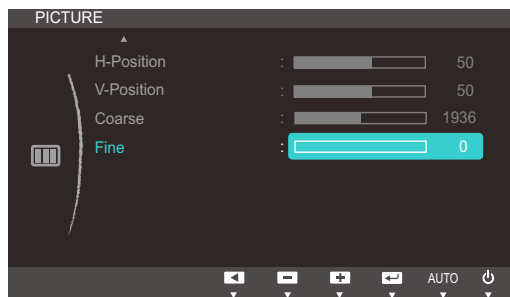 PICTURE
H-Position : 50
V-Position : 50
Coarse : 1936
Fine : 0
AUTO